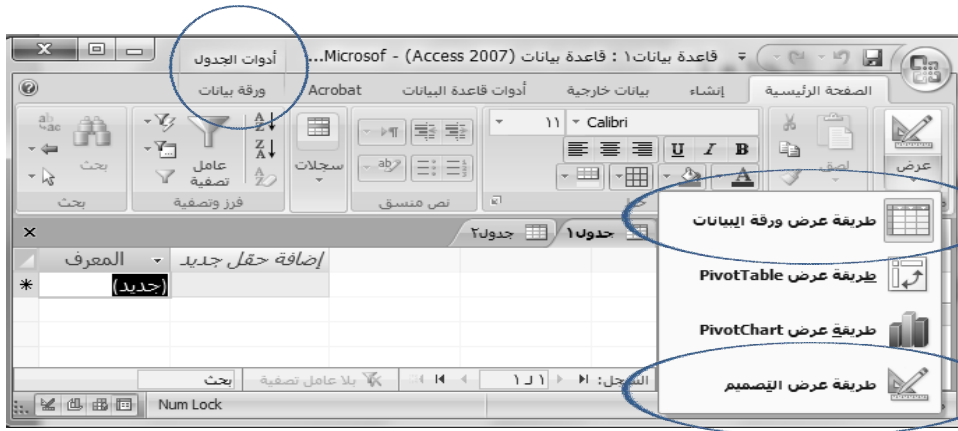 قاعدة بيانات١ : قاعدة بيانات (Access 2007) - Microsof...
أدوات الجدول
الصفحة الرئيسية
إنشاء
بيانات خارجية
أدوات قاعدة البيانات
Acrobat
ورقة بيانات
عرض
لصق
Calibri
١١
سجلات
عامل تصفية
بحث
خط
نص منسق
فرز وتصفية
بحث
طريقة عرض ورقة البيانات
طريقة عرض PivotTable
طريقة عرض PivotChart
طريقة عرض التصميم
جدول١
جدول٢
المعرف
إضافة حقل جديد
(جديد)
السجل:
١ لـ ١
بلا عامل تصفية
بحث
Num Lock